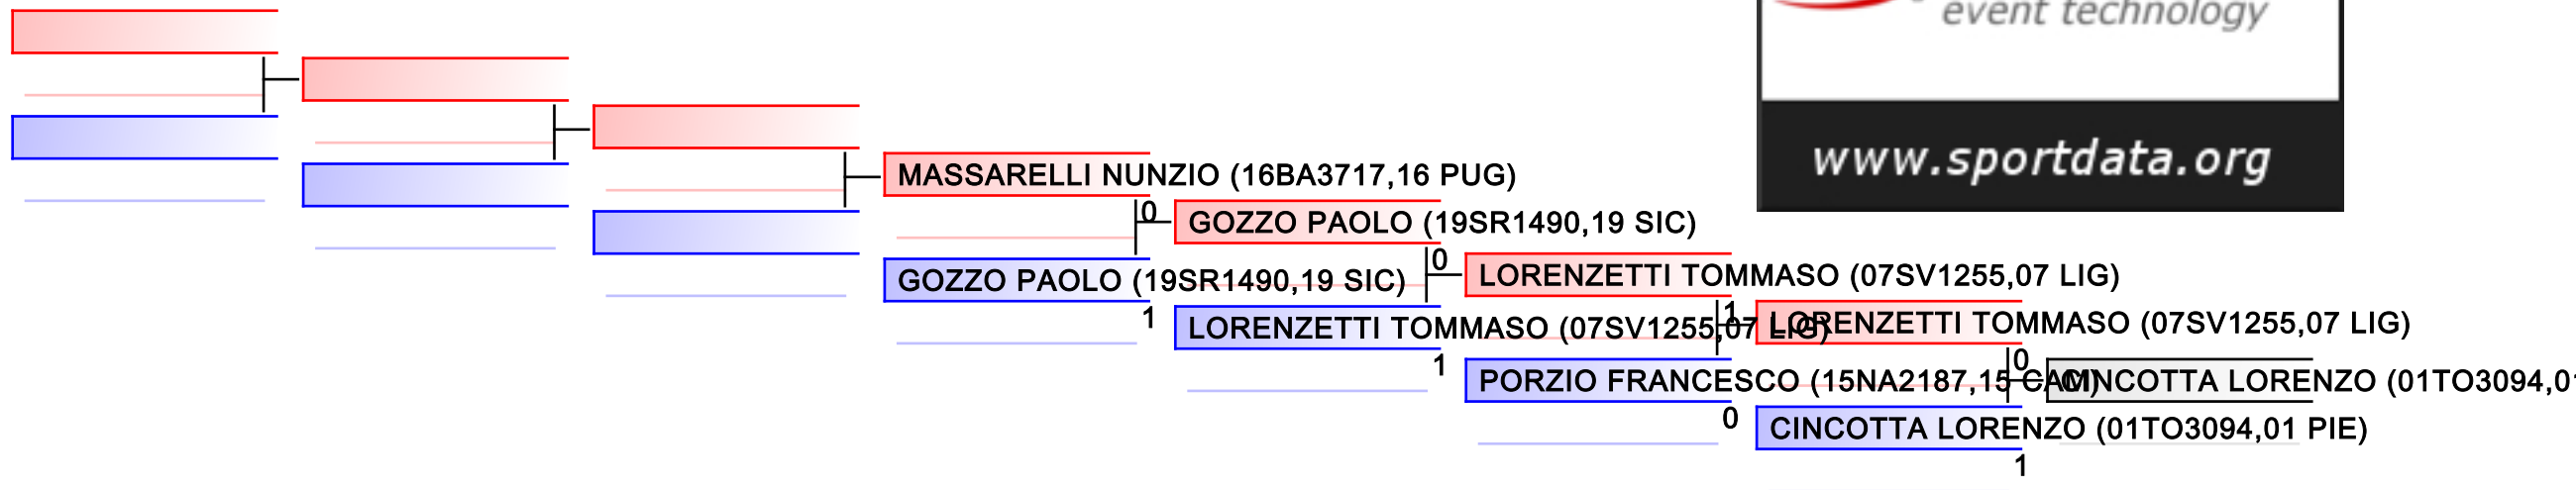 event technology
www.sportdata.org
MASSARELLI NUNZIO (16BA3717,16 PUG)
0
GOZZO PAOLO (19SR1490,19 SIC)
GOZZO PAOLO (19SR1490,19 SIC)
1
0
LORENZETTI TOMMASO (07SV1255,07 LIG)
LORENZETTI TOMMASO (07SV1255,07 LIG)
1
1
LORENZETTI TOMMASO (07SV1255,07 LIG)
PORZIO FRANCESCO (15NA2187,15 CAM)
0
0
CINCOTTA LORENZO (01TO3094,01
CINCOTTA LORENZO (01TO3094,01 PIE)
1